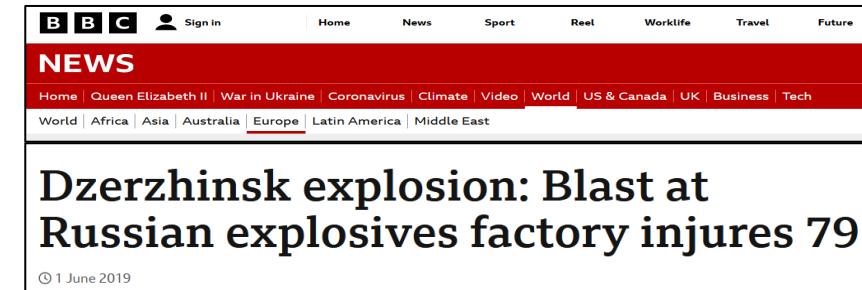 BBC Sign in Home News Sport Reel Worklife Travel Future
NEWS
Home Queen Elizabeth II War in Ukraine Coronavirus Climate Video World US & Canada UK Business Tech
World Africa Asia Australia Europe Latin America Middle East
Dzerzhinsk explosion: Blast at
Russian explosives factory injures 79
1 June 2019